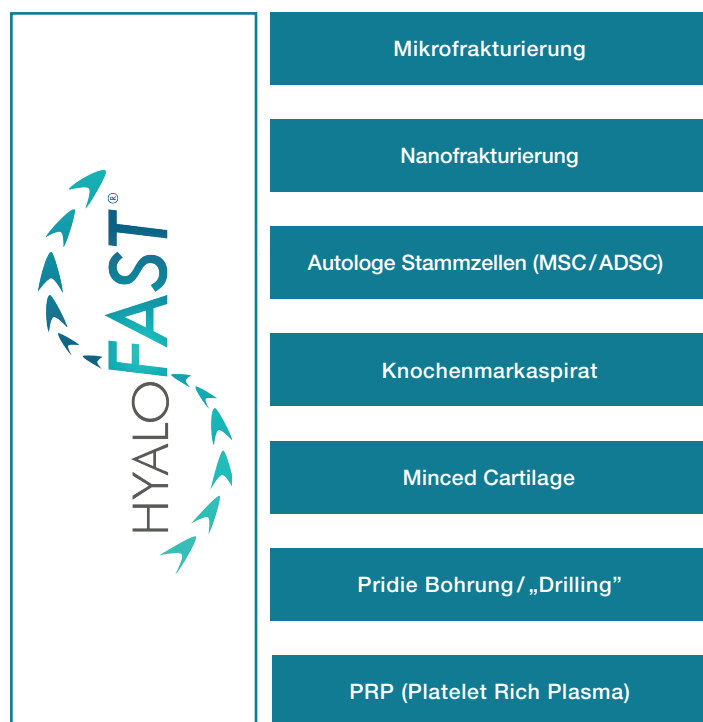 HYALOFAST®
Mikrofrakturierung
Nanofrakturierung
Autologe Stammzellen (MSC/ADSC)
Knochenmarkaspirat
Minced Cartilage
Pridie Bohrung/„Drilling”
PRP (Platelet Rich Plasma)